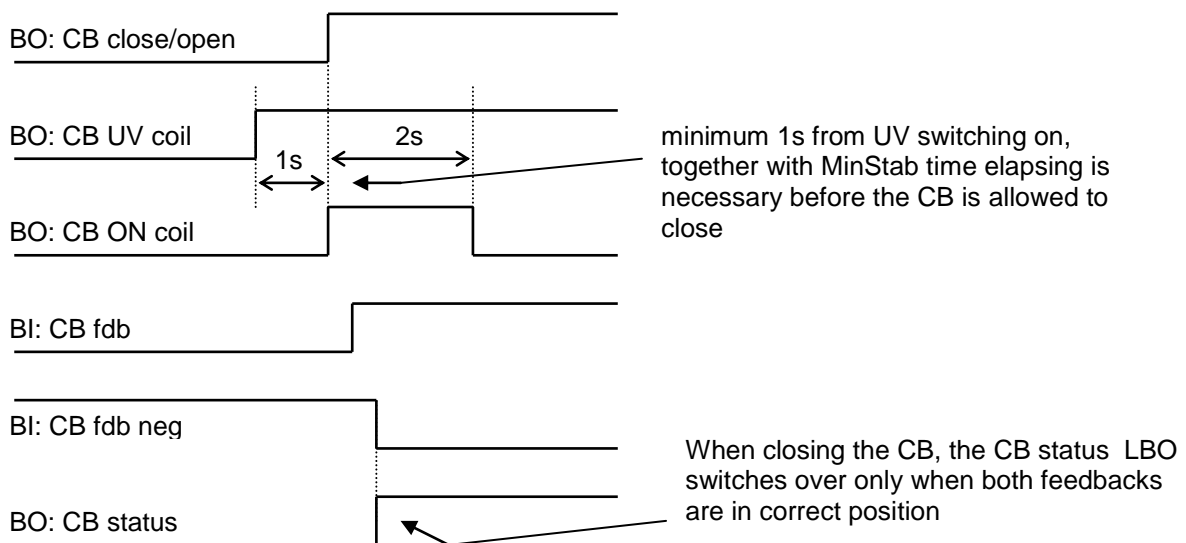 BO: CB close/open
BO: CB UV coil
1s
2s
minimum 1s from UV switching on,
together with MinStab time elapsing is
necessary before the CB is allowed to
close
BO: CB ON coil
BI: CB fdb
BI: CB fdb neg
When closing the CB, the CB status LBO
switches over only when both feedbacks
are in correct position
BO: CB status